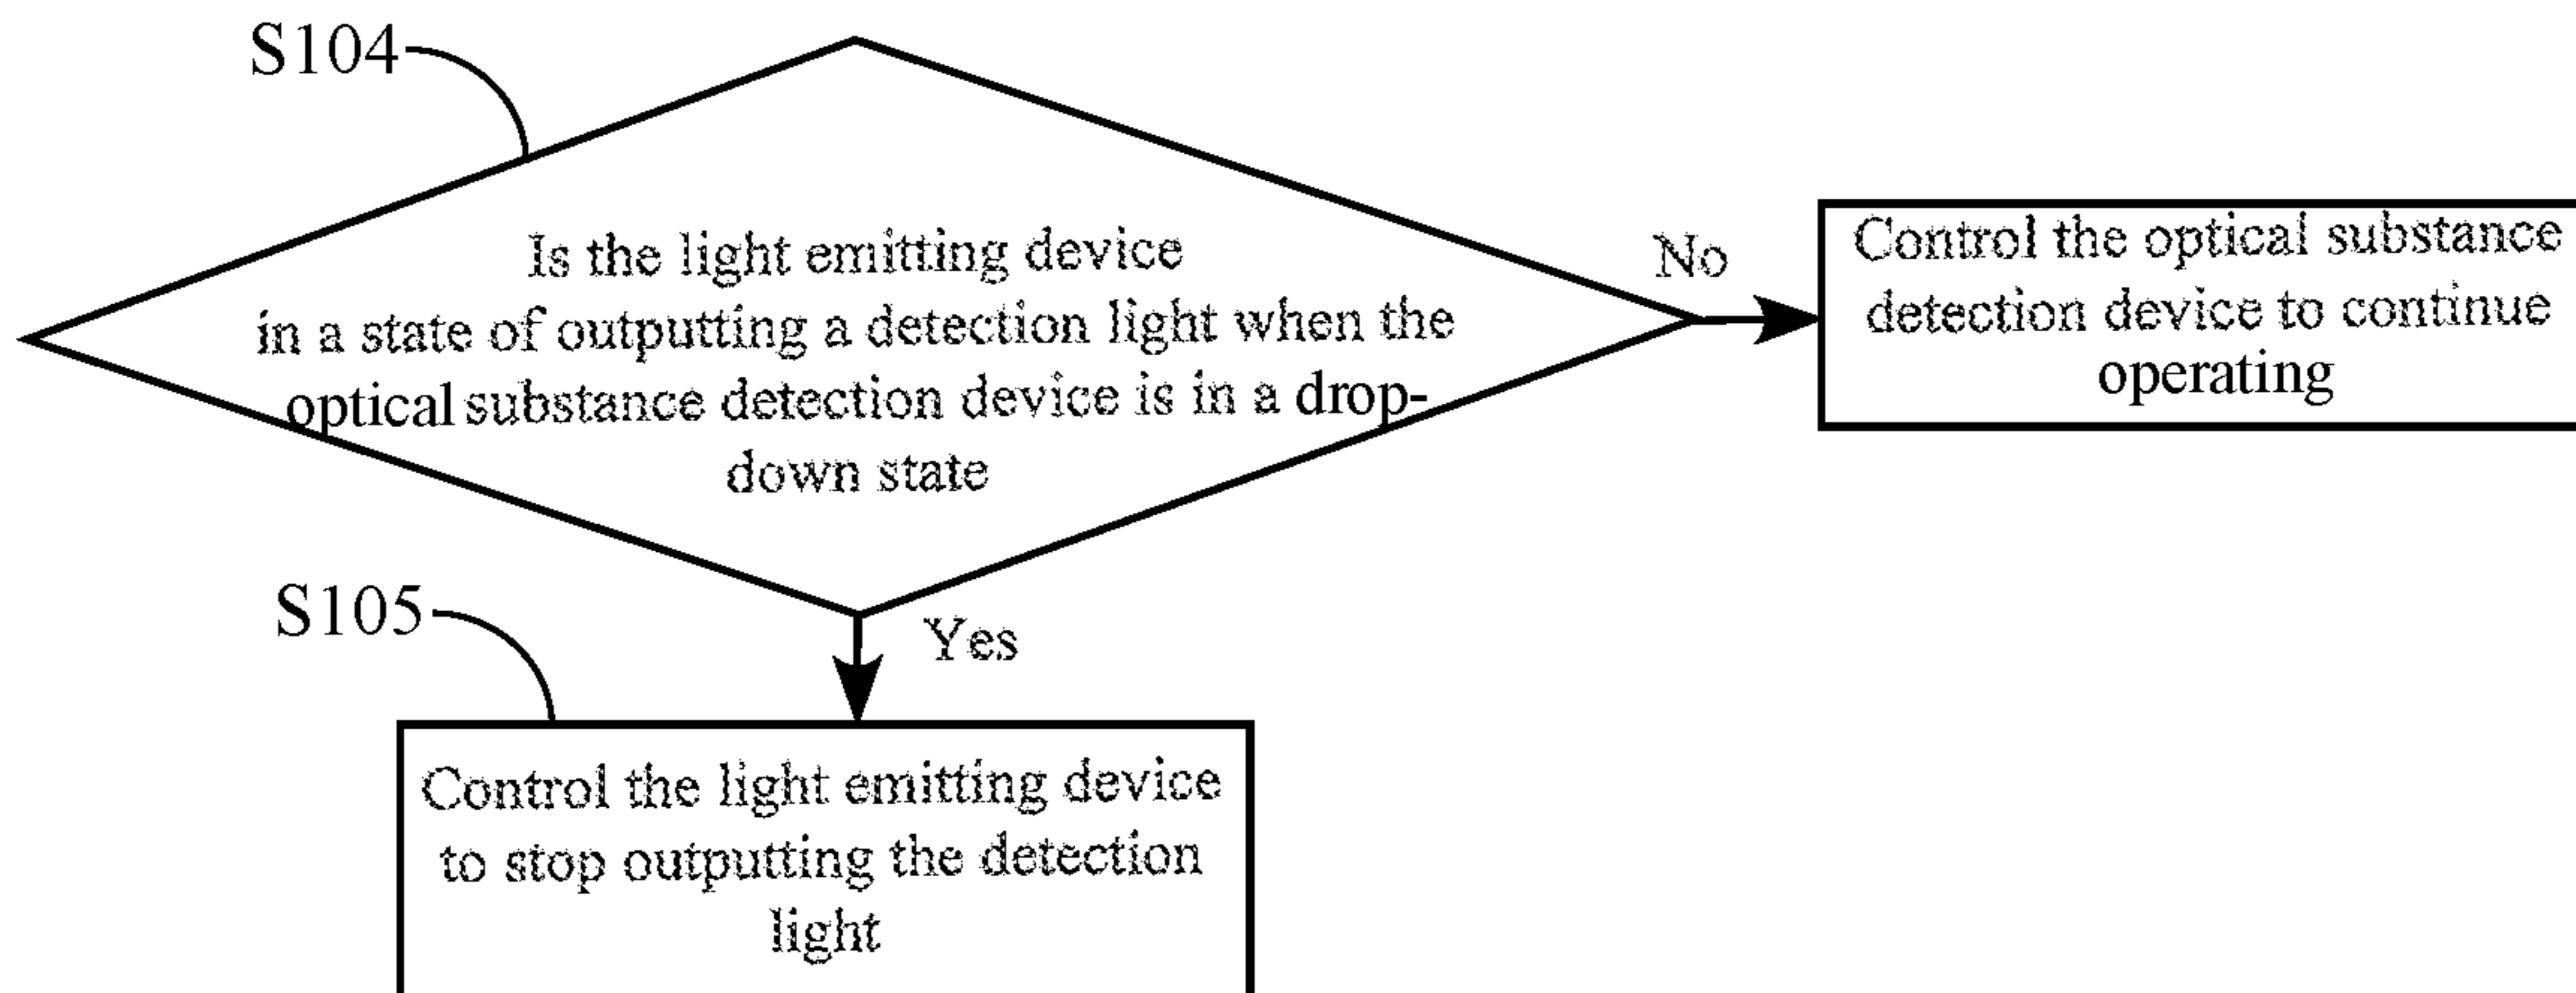 S104
Is the light emitting device
in a state of outputting a detection light when the
optical substance detection device is in a drop-
down state
No
Control the optical substance
detection device to continue
operating
Yes
S105
Control the light emitting device
to stop outputting the detection
light